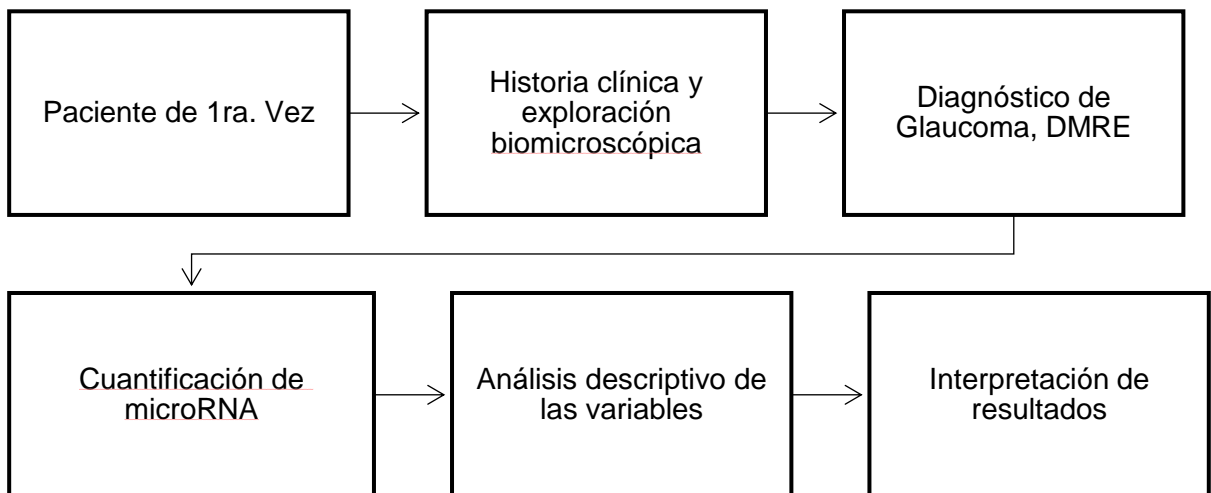 Paciente de 1ra. Vez
Historia clínica y
exploración
biomicroscópica
Diagnóstico de
Glaucoma, DMRE
Cuantificación de
microRNA
Análisis descriptivo de
las variables
Interpretación de
resultados